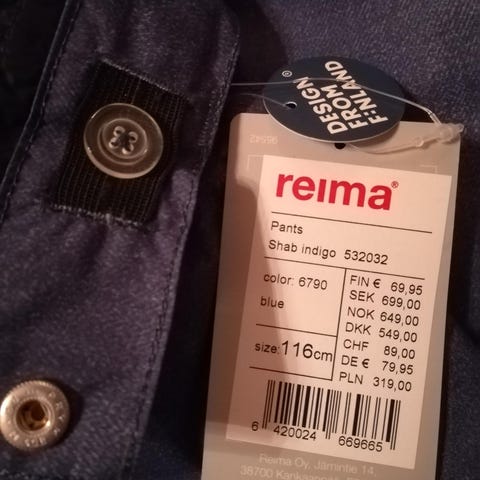 DESIGN
FROM
FINLAND
96542
reima®
Pants
Shab indigo 532032
color: 6790
blue
size: 116cm
FIN € 69,95
SEK 699,00
NOK 649,00
DKK 549,00
CHF 89,00
DE € 79,95
PLN 319,00
6 420024 669665
Reima Oy, Jämintie 14,
38700 Kankaanpää,